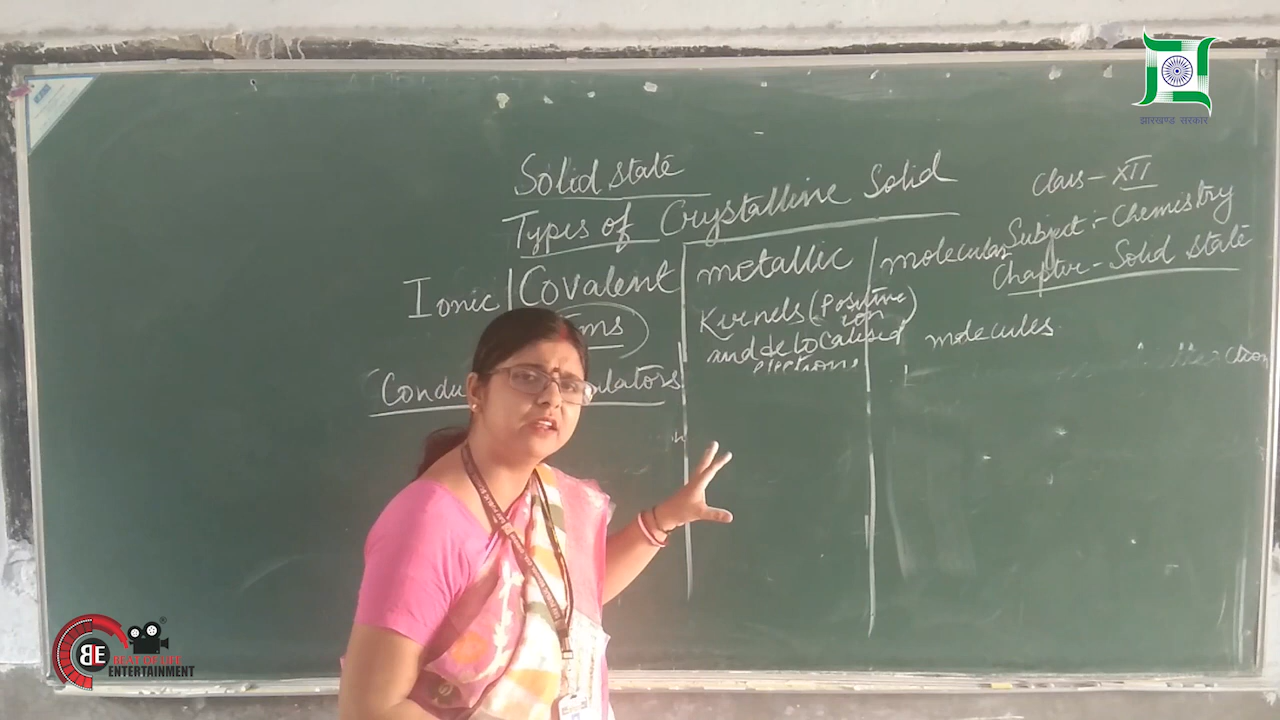 झारखण्ड सरकार
Solid state
Types of Crystalline Solid
Class - XII
Subject :- Chemistry
Chapter - Solid state
Ionic
Covalent
metallic
molecular
Kernels (Positive ion)
and delocalised
electrons
molecules
BE
BEAT OF LIFE
ENTERTAINMENT